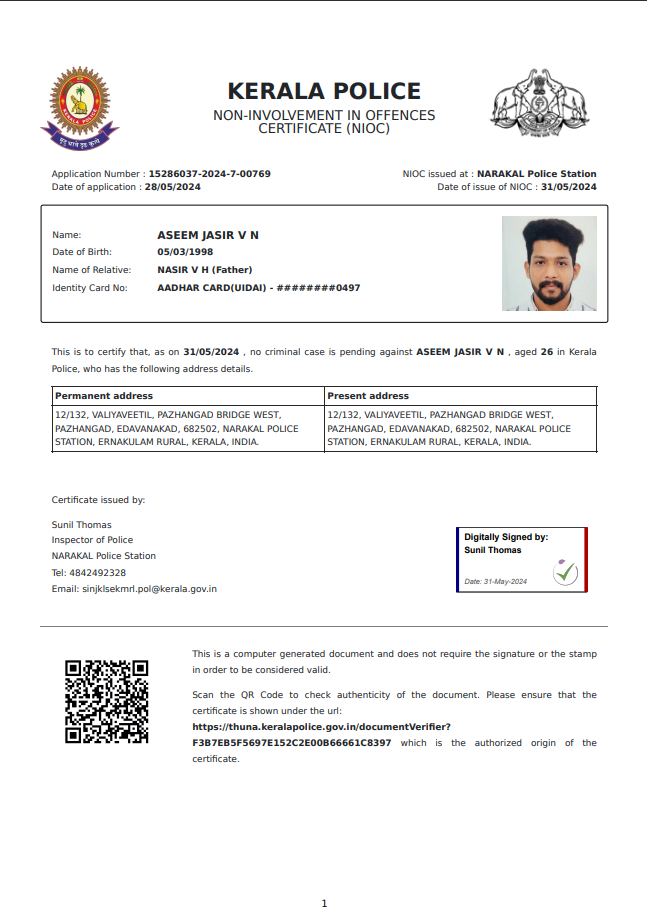 KERALA POLICE
NON-INVOLVEMENT IN OFFENCES
CERTIFICATE (NIOC)
KERALA POLICE
मृदु भावे दृढ कृत्ये
Application Number : 15286037-2024-7-00769
Date of application : 28/05/2024
NIOC issued at : NARAKAL Police Station
Date of issue of NIOC : 31/05/2024
Name: ASEEM JASIR V N
Date of Birth: 05/03/1998
Name of Relative: NASIR V H (Father)
Identity Card No: AADHAR CARD(UIDAI) - ########0497
This is to certify that, as on 31/05/2024 , no criminal case is pending against ASEEM JASIR V N , aged 26 in Kerala
Police, who has the following address details.
Permanent address
12/132, VALIYAVEETIL, PAZHANGAD BRIDGE WEST,
PAZHANGAD, EDAVANAKAD, 682502, NARAKAL POLICE
STATION, ERNAKULAM RURAL, KERALA, INDIA.
Present address
12/132, VALIYAVEETIL, PAZHANGAD BRIDGE WEST,
PAZHANGAD, EDAVANAKAD, 682502, NARAKAL POLICE
STATION, ERNAKULAM RURAL, KERALA, INDIA.
Certificate issued by:
Sunil Thomas
Inspector of Police
NARAKAL Police Station
Tel: 4842492328
Email: sinjklsekmrl.pol@kerala.gov.in
Digitally Signed by:
Sunil Thomas
Date: 31-May-2024
This is a computer generated document and does not require the signature or the stamp
in order to be considered valid.
Scan the QR Code to check authenticity of the document. Please ensure that the
certificate is shown under the url:
https://thuna.keralapolice.gov.in/documentVerifier?
F3B7EB5F5697E152C2E00B66661C8397 which is the authorized origin of the
certificate.
1